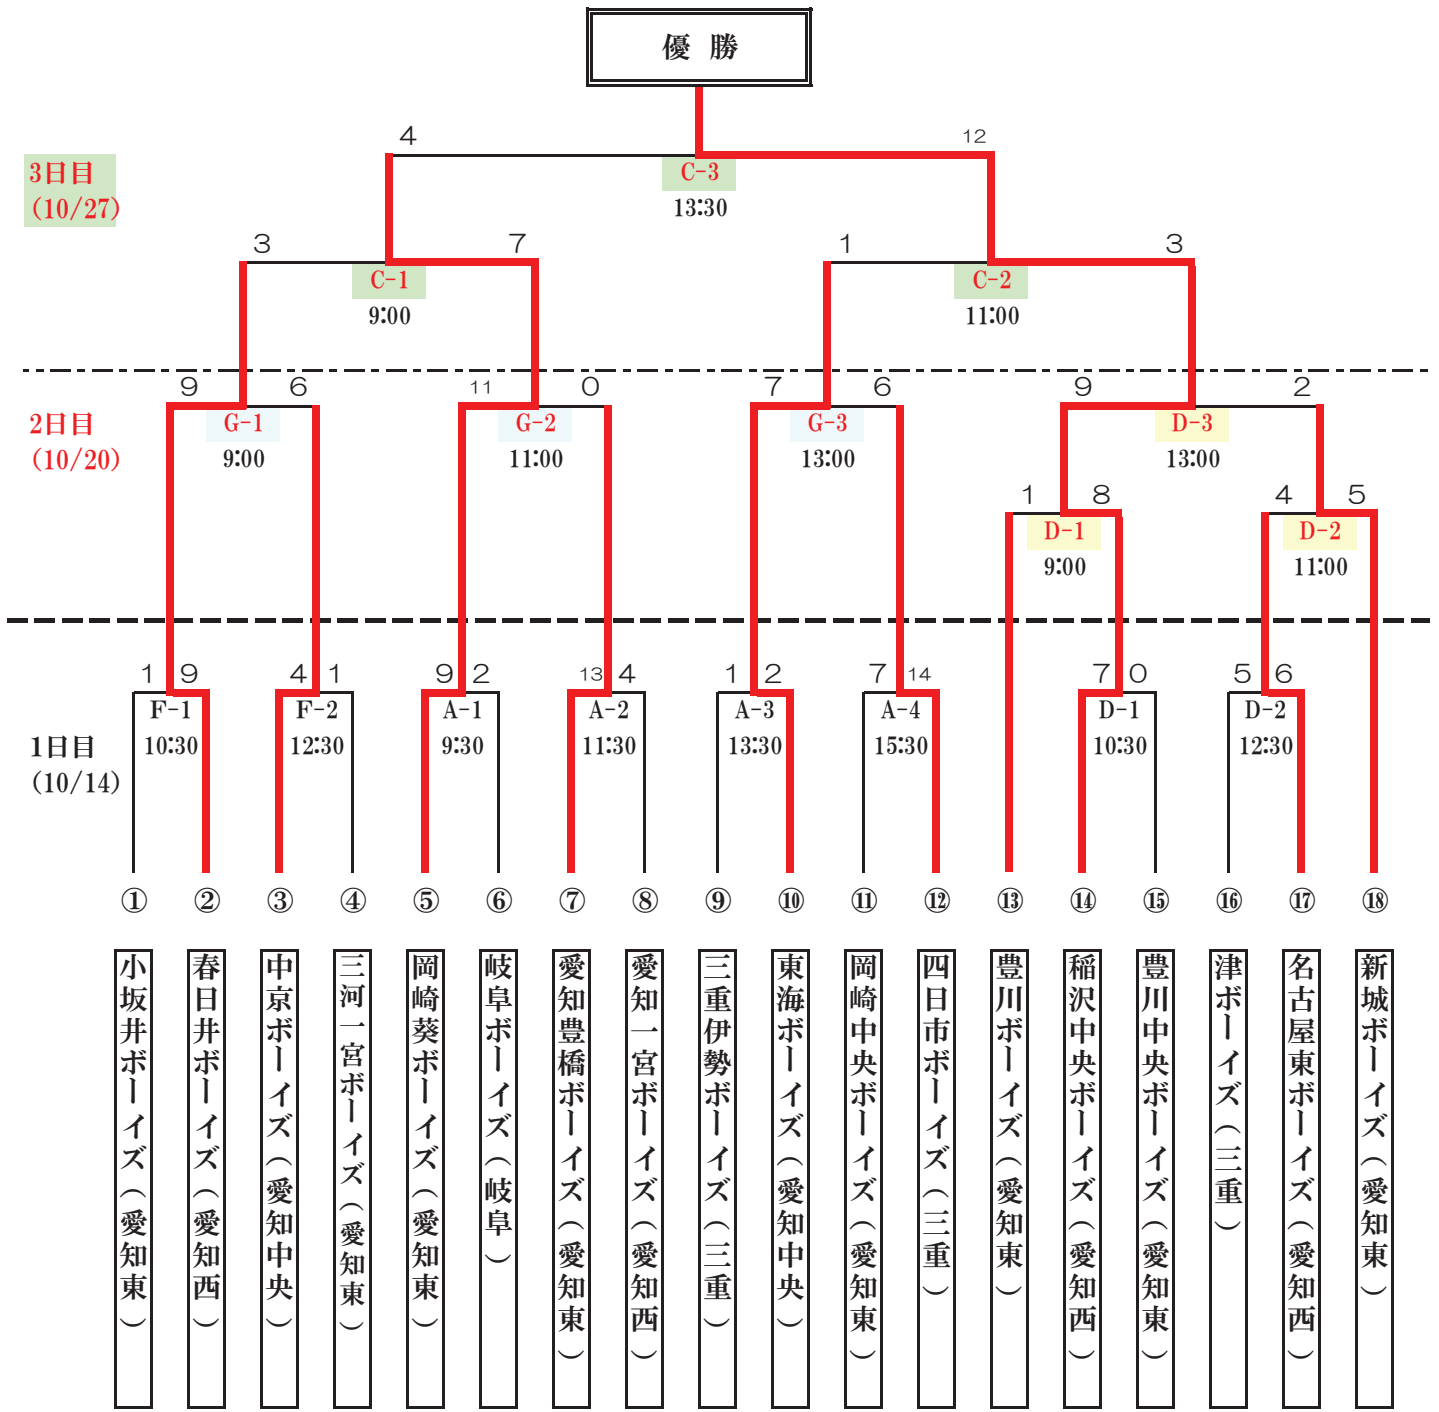 優 勝
4 12
3日目
(10/27)
C-3
13:30
3 7 1 3
C-1 C-2
9:00 11:00
9 6 11 0 7 6 9 2
2日目
(10/20)
G-1 G-2 G-3 D-3
9:00 11:00 13:00 13:00
1 8 4 5
D-1 D-2
9:00 11:00
1 9 4 1 9 2 13 4 1 2 7 14 7 0 5 6
F-1 F-2 A-1 A-2 A-3 A-4 D-1 D-2
1日目
(10/14)
10:30 12:30 9:30 11:30 13:30 15:30 10:30 12:30
① ② ③ ④ ⑤ ⑥ ⑦ ⑧ ⑨ ⑩ ⑪ ⑫ ⑬ ⑭ ⑮ ⑯ ⑰ ⑱
小坂井ボーイズ(愛知東)
春日井ボーイズ(愛知西)
中京ボーイズ(愛知中央)
三河一宮ボーイズ(愛知東)
岡崎葵ボーイズ(愛知東)
岐阜ボーイズ(岐阜)
愛知豊橋ボーイズ(愛知東)
愛知一宮ボーイズ(愛知西)
三重伊勢ボーイズ(三重)
東海ボーイズ(愛知中央)
岡崎中央ボーイズ(愛知東)
四日市ボーイズ(三重)
豊川ボーイズ(愛知東)
稲沢中央ボーイズ(愛知西)
豊川中央ボーイズ(愛知東)
津ボーイズ(三重)
名古屋東ボーイズ(愛知西)
新城ボーイズ(愛知東)